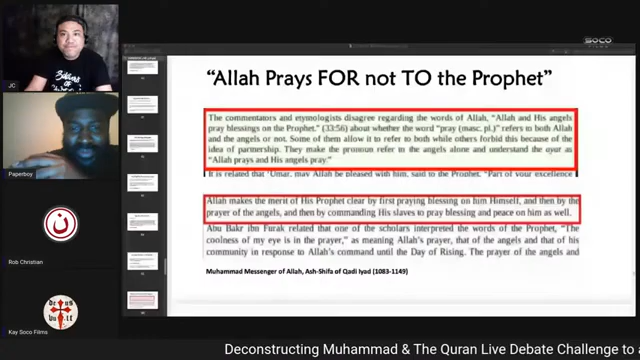 SOCO
FILMS
"Allah Prays FOR not TO the Prophet"
JC
The commentators and etymologists disagree regarding the words of Allah, "Allah and His angels
pray blessings on the Prophet." (33:56) about whether the word "pray (masc. pl.)" refers to both Allah
and the angels or not. Some of them allow it to refer to both while others forbid this because of the
idea of partnership. They make the pronoun refer to the angels alone and understand the ayat as
"Allah prays and His angels pray."
It is related that 'Umar, may Allah be pleased with him, said to the Prophet, "Part of your excellence
Paperboy
Allah makes the merit of His Prophet clear by first praying blessing on him Himself, and then by the
prayer of the angels, and then by commanding His slaves to pray blessing and peace on him as well.
Abu Bakr ibn Furak related that one of the scholars interpreted the words of the Prophet, "The
coolness of my eye is in the prayer," as meaning Allah's prayer, that of the angels and that of his
community in response to Allah's command until the Day of Rising. The prayer of the angels and
Rob Christian
Muhammad Messenger of Allah, Ash-Shifa of Qadi Iyad (1083-1149)
Deus
Vult
Kay Soco Films
Deconstructing Muhammad & The Quran Live Debate Challenge to a